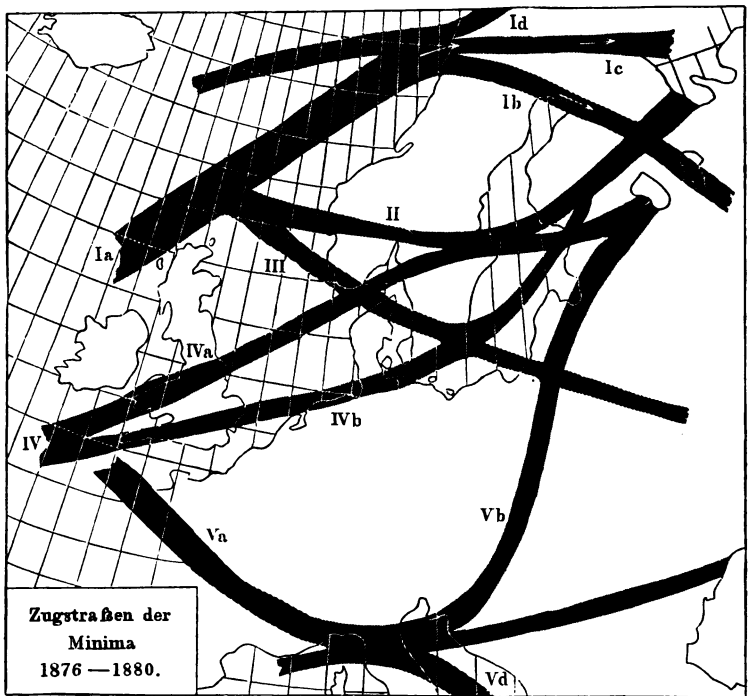 Id
Ic
Ib
II
Ia
III
IVa
IV
IVb
Vb
Va
Zugstraßen der
Minima
1876 — 1880.
Vd